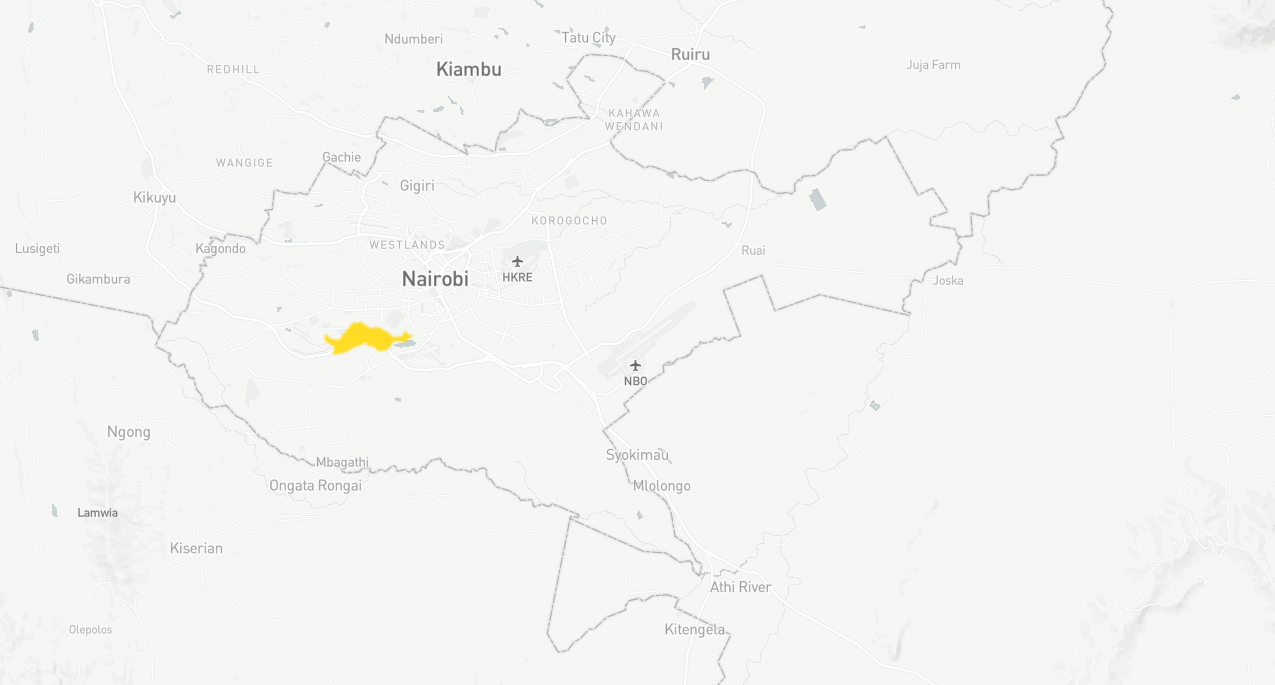 Ndumberi
Tatu City
Ruiru
REDHILL
Kiambu
Juja Farm
KAHAWA
WENDANI
Gachie
WANGIGE
Gigiri
Kikuyu
KOROGOCHO
Lusigeti
Kagondo
WESTLANDS
Ruai
Gikambura
Nairobi
HKRE
Joska
NBO
Ngong
Syokimau
Mbagathi
Ongata Rongai
Mlolongo
Lamwia
Kiserian
Athi River
Olepolos
Kitengela